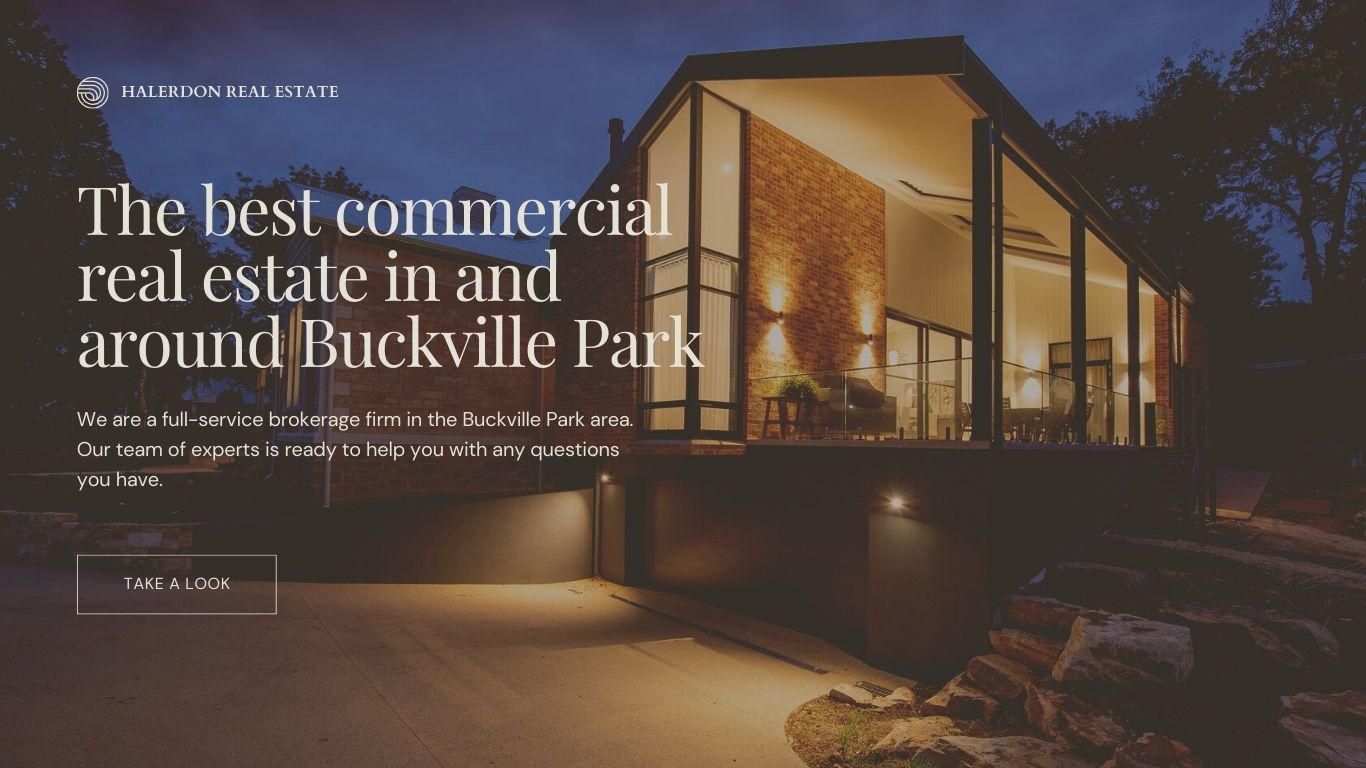 HALERDON REAL ESTATE
The best commercial
real estate in and
around Buckville Park
We are a full-service brokerage firm in the Buckville Park area.
Our team of experts is ready to help you with any questions
you have.
TAKE A LOOK